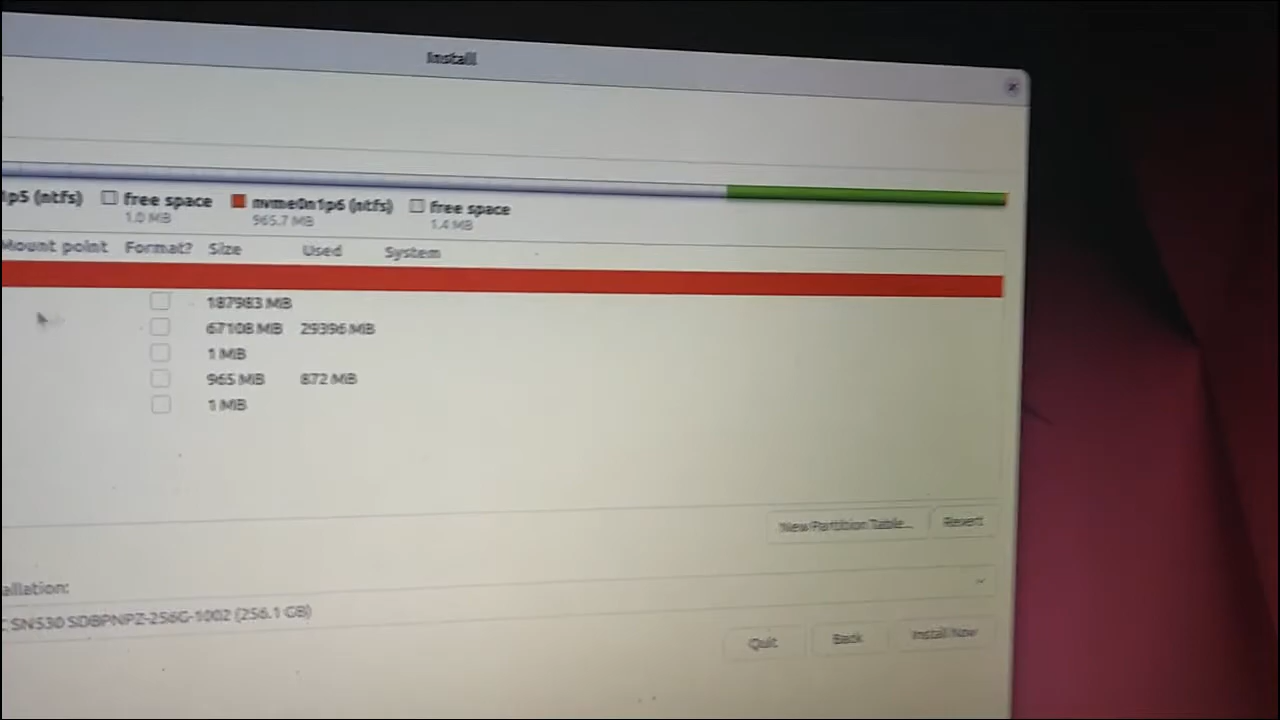 Install
1p5 (ntfs) free space nvme0n1p6 (ntfs) free space
1.0 MB 965.7 MB 1.4 MB
Mount point Format? Size Used System
187983 MB
67108 MB 29396 MB
1 MB
965 MB 872 MB
1 MB
New Partition Table... Revert
allation:
C SN530 SDBPNPZ-256G-1002 (256.1 GB)
Quit Back Install Now